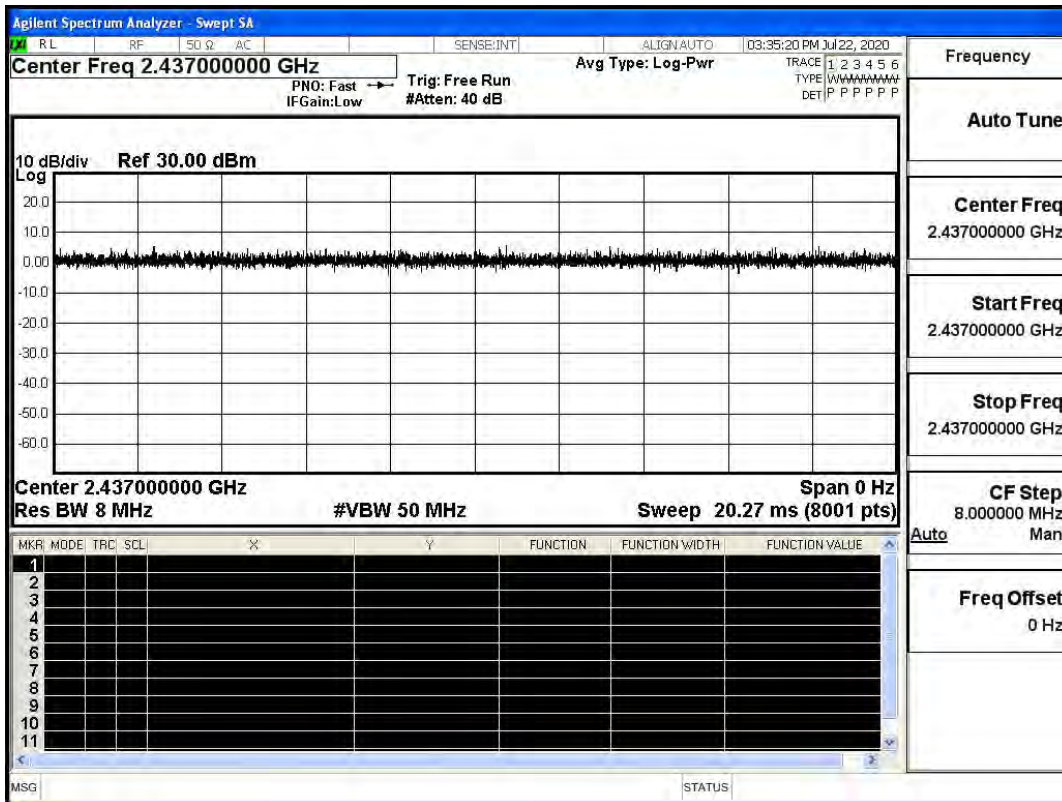 Agilent Spectrum Analyzer - Swept SA
LXI RL RF 50 Ω AC SENSE:INT ALIGN AUTO 03:35:20 PM Jul 22, 2020
Center Freq 2.437000000 GHz
PNO: Fast
IFGain:Low
Trig: Free Run
#Atten: 40 dB
Avg Type: Log-Pwr
TRACE 1 2 3 4 5 6
TYPE
DET P P P P P P
10 dB/div Ref 30.00 dBm
Log
20.0
10.0
0.00
-10.0
-20.0
-30.0
-40.0
-50.0
-60.0
Center 2.437000000 GHz Span 0 Hz
Res BW 8 MHz #VBW 50 MHz Sweep 20.27 ms (8001 pts)
MKR MODE TRC SCL X Y FUNCTION FUNCTION WIDTH FUNCTION VALUE
1
2
3
4
5
6
7
8
9
10
11
MSG STATUS
Frequency
Auto Tune
Center Freq
2.437000000 GHz
Start Freq
2.437000000 GHz
Stop Freq
2.437000000 GHz
CF Step
8.000000 MHz
Auto Man
Freq Offset
0 Hz